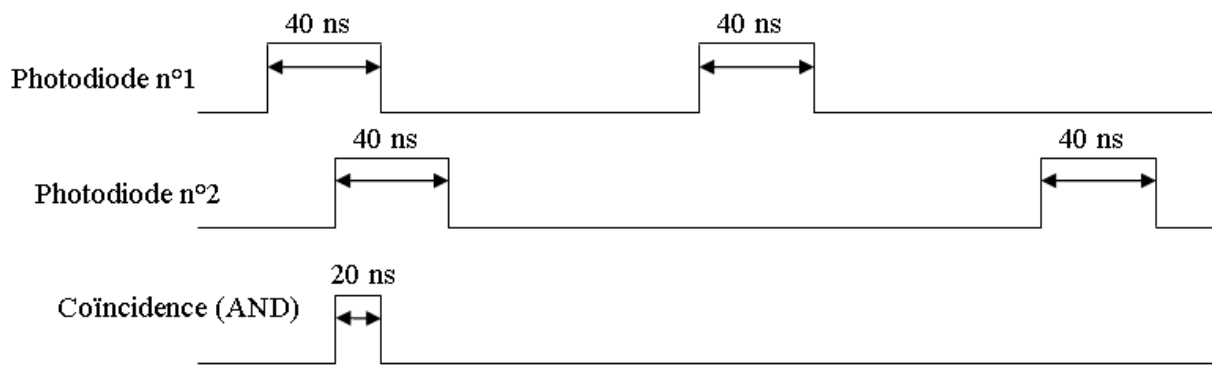 40 ns 40 ns
Photodiode n°1
40 ns 40 ns
Photodiode n°2
20 ns
Coïncidence (AND)